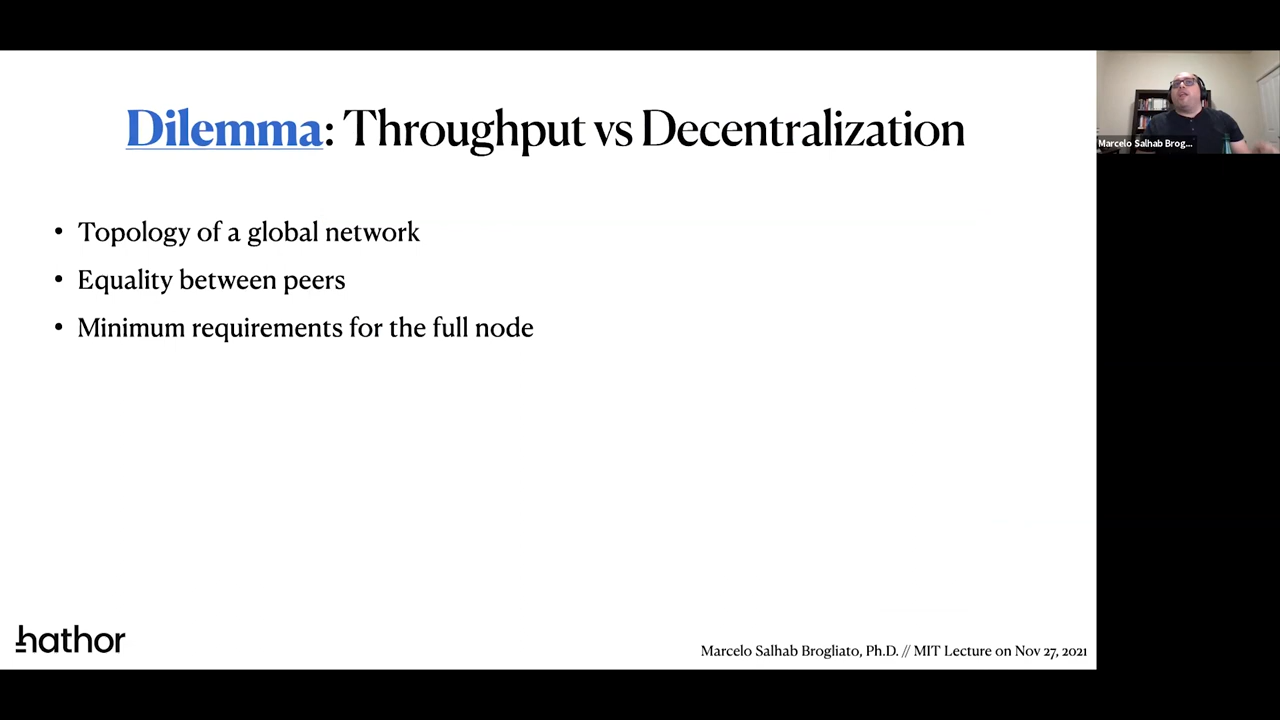 Dilemma: Throughput vs Decentralization
Marcelo Salhab Brog...
• Topology of a global network
• Equality between peers
• Minimum requirements for the full node
hathor
Marcelo Salhab Brogliato, Ph.D. // MIT Lecture on Nov 27, 2021